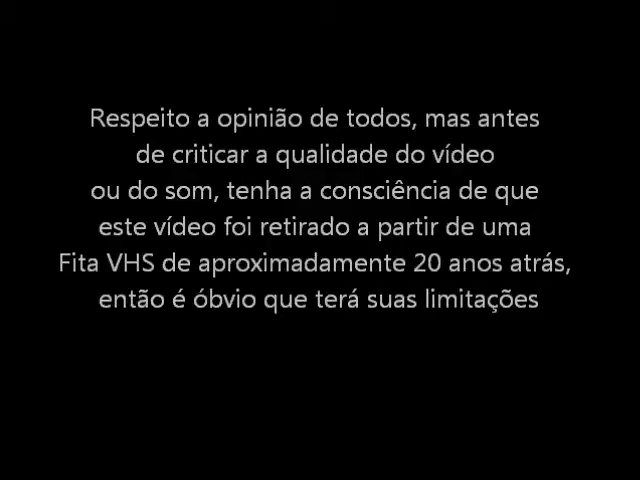 Respeito a opinião de todos, mas antes
de criticar a qualidade do vídeo
ou do som, tenha a consciência de que
este vídeo foi retirado a partir de uma
Fita VHS de aproximadamente 20 anos atrás,
então é óbvio que terá suas limitações